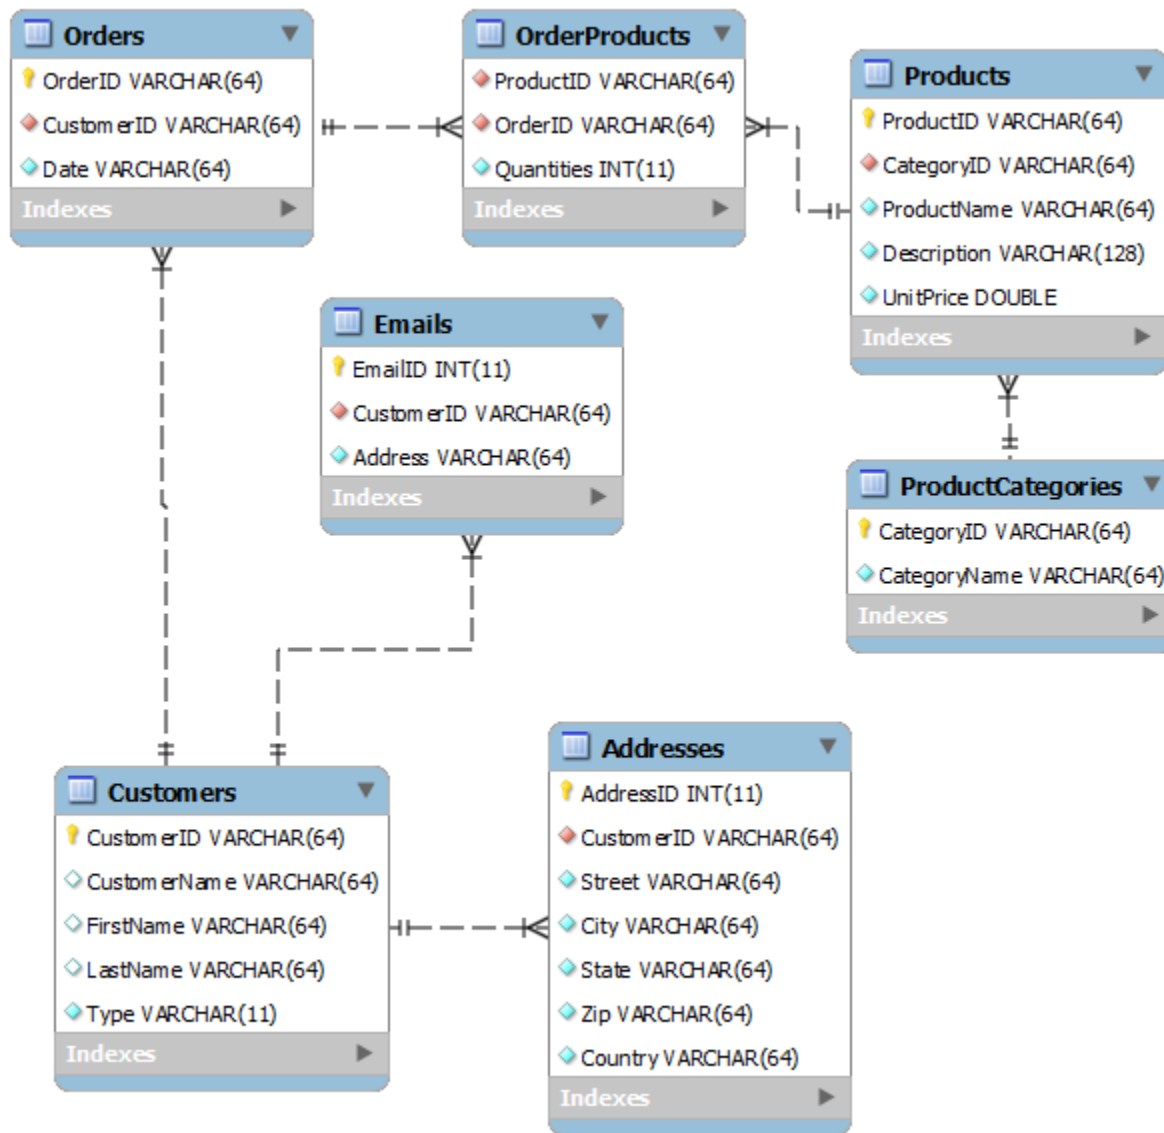 Orders
OrderID VARCHAR(64)
CustomerID VARCHAR(64)
Date VARCHAR(64)
Indexes
OrderProducts
ProductID VARCHAR(64)
OrderID VARCHAR(64)
Quantities INT(11)
Indexes
Products
ProductID VARCHAR(64)
CategoryID VARCHAR(64)
ProductName VARCHAR(64)
Description VARCHAR(128)
UnitPrice DOUBLE
Indexes
Emails
EmailID INT(11)
CustomerID VARCHAR(64)
Address VARCHAR(64)
Indexes
ProductCategories
CategoryID VARCHAR(64)
CategoryName VARCHAR(64)
Indexes
Customers
CustomerID VARCHAR(64)
CustomerName VARCHAR(64)
FirstName VARCHAR(64)
LastName VARCHAR(64)
Type VARCHAR(11)
Indexes
Addresses
AddressID INT(11)
CustomerID VARCHAR(64)
Street VARCHAR(64)
City VARCHAR(64)
State VARCHAR(64)
Zip VARCHAR(64)
Country VARCHAR(64)
Indexes